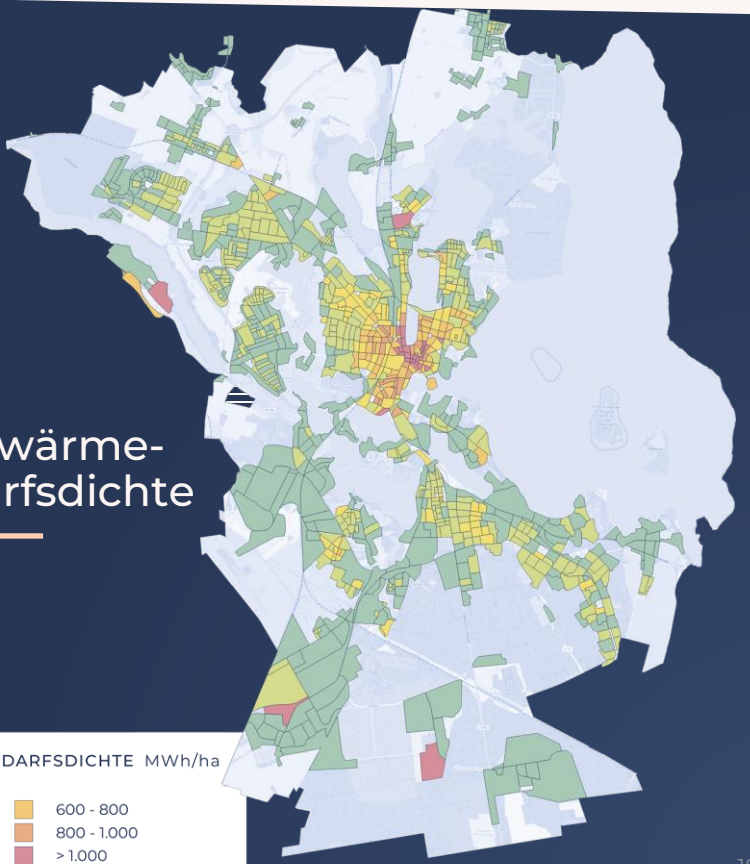 wärme-
rfsdichte
DARFSDICHTE MWh/ha
600 - 800
800 - 1.000
> 1.000